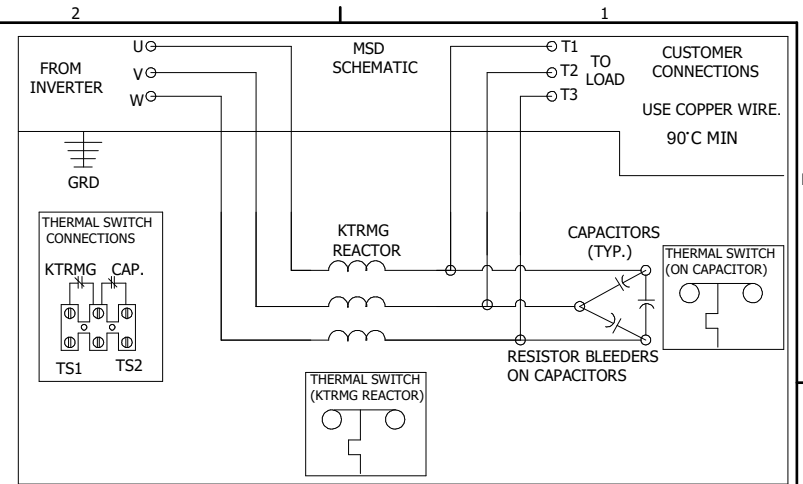 2
1
FROM
INVERTER
U
V
W
MSD
SCHEMATIC
T1
T2
T3
TO
LOAD
CUSTOMER
CONNECTIONS
USE COPPER WIRE.
90°C MIN
GRD
THERMAL SWITCH
CONNECTIONS
KTRMG CAP.
TS1 TS2
KTRMG
REACTOR
CAPACITORS
(TYP.)
THERMAL SWITCH
(ON CAPACITOR)
RESISTOR BLEEDERS
ON CAPACITORS
THERMAL SWITCH
(KTRMG REACTOR)